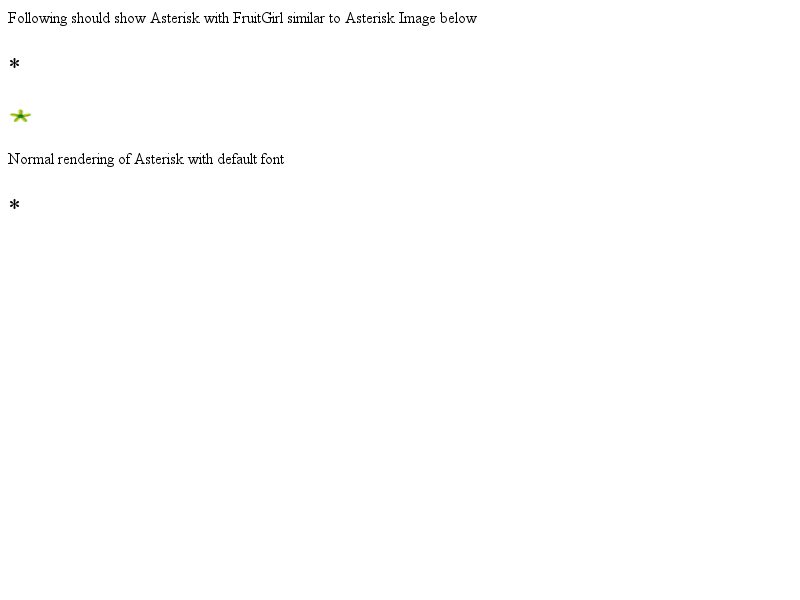 Following should show Asterisk with FruitGirl similar to Asterisk Image below
*
*
Normal rendering of Asterisk with default font
*